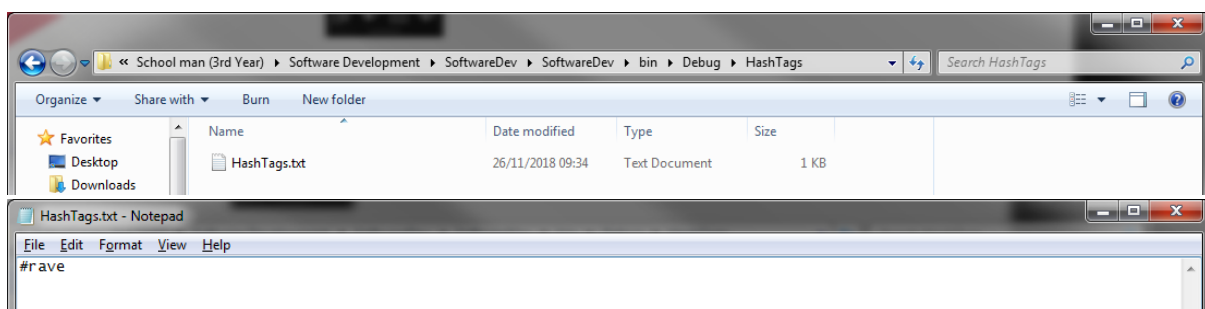 « School man (3rd Year) Software Development SoftwareDev SoftwareDev bin Debug HashTags Search HashTags
Organize Share with Burn New folder
Favorites Name Date modified Type Size
Desktop HashTags.txt 26/11/2018 09:34 Text Document 1 KB
Downloads
HashTags.txt - Notepad
File Edit Format View Help
#rave